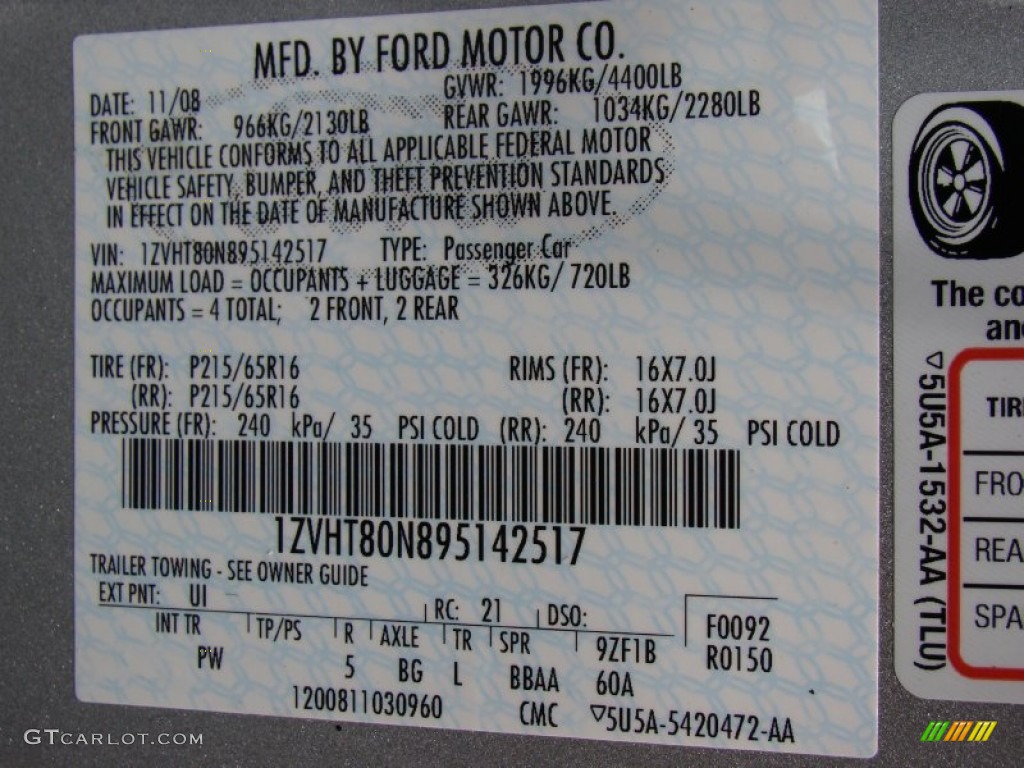 MFD. BY FORD MOTOR CO.
DATE: 11/08 GVWR: 1996KG/4400LB
FRONT GAWR: 966KG/2130LB REAR GAWR: 1034KG/2280LB
THIS VEHICLE CONFORMS TO ALL APPLICABLE FEDERAL MOTOR
VEHICLE SAFETY, BUMPER, AND THEFT PREVENTION STANDARDS
IN EFFECT ON THE DATE OF MANUFACTURE SHOWN ABOVE.
VIN: 1ZVHT80N895142517 TYPE: Passenger Car
MAXIMUM LOAD = OCCUPANTS + LUGGAGE = 326KG/ 720LB
OCCUPANTS = 4 TOTAL; 2 FRONT, 2 REAR
TIRE (FR): P215/65R16 RIMS (FR): 16X7.0J
(RR): P215/65R16 (RR): 16X7.0J
PRESSURE (FR): 240 kPa/ 35 PSI COLD (RR): 240 kPa/ 35 PSI COLD
1ZVHT80N895142517
TRAILER TOWING - SEE OWNER GUIDE
EXT PNT: UI RC: 21 DSO: F0092
INT TR TP/PS R AXLE TR SPR 9ZF1B R0150
PW 5 BG L BBAA 60A
1200811030960 CMC 5U5A-5420472-AA
The co
and
5U5A-1532-AA (TLU)
TIRE
FRO
REA
SPA
GTCARLOT.COM